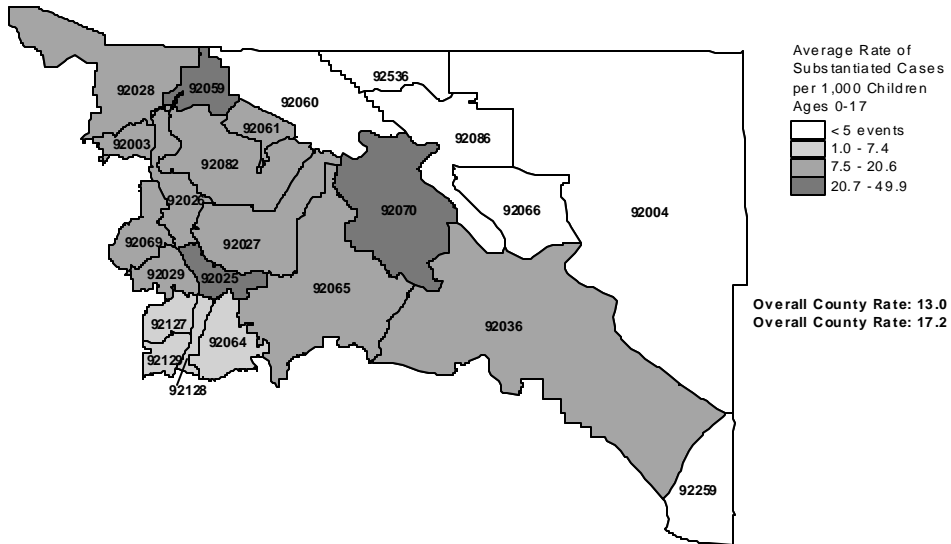 92536
92028
92059
92060
92061
92086
92003
92082
92026
92070
92066
92004
92069
92027
92029
92025
92065
92127
92036
92064
92129
92128
92259
Average Rate of
Substantiated Cases
per 1,000 Children
Ages 0-17
< 5 events
1.0 - 7.4
7.5 - 20.6
20.7 - 49.9
Overall County Rate: 13.0
Overall County Rate: 17.2